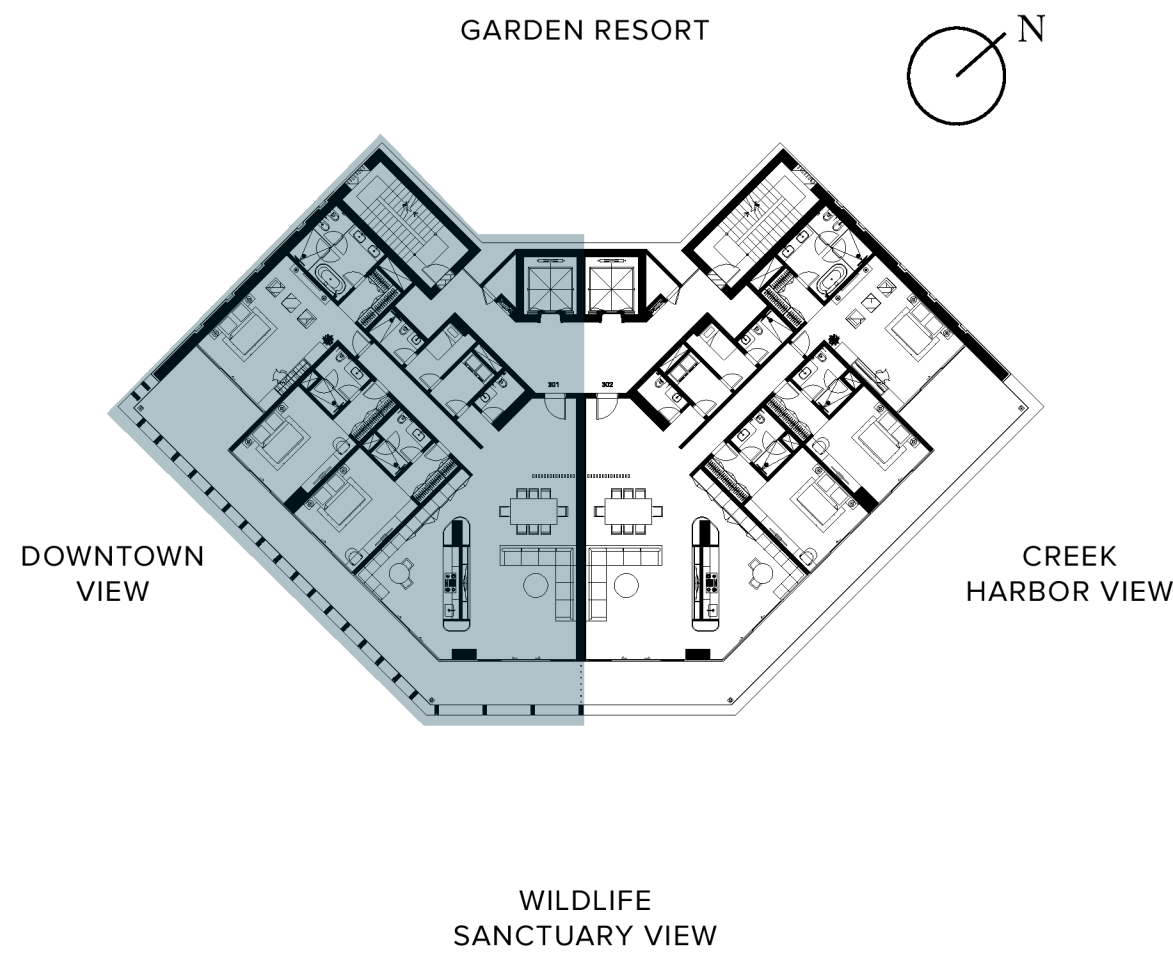 GARDEN RESORT
N
301
302
DOWNTOWN
VIEW
CREEK
HARBOR VIEW
WILDLIFE
SANCTUARY VIEW